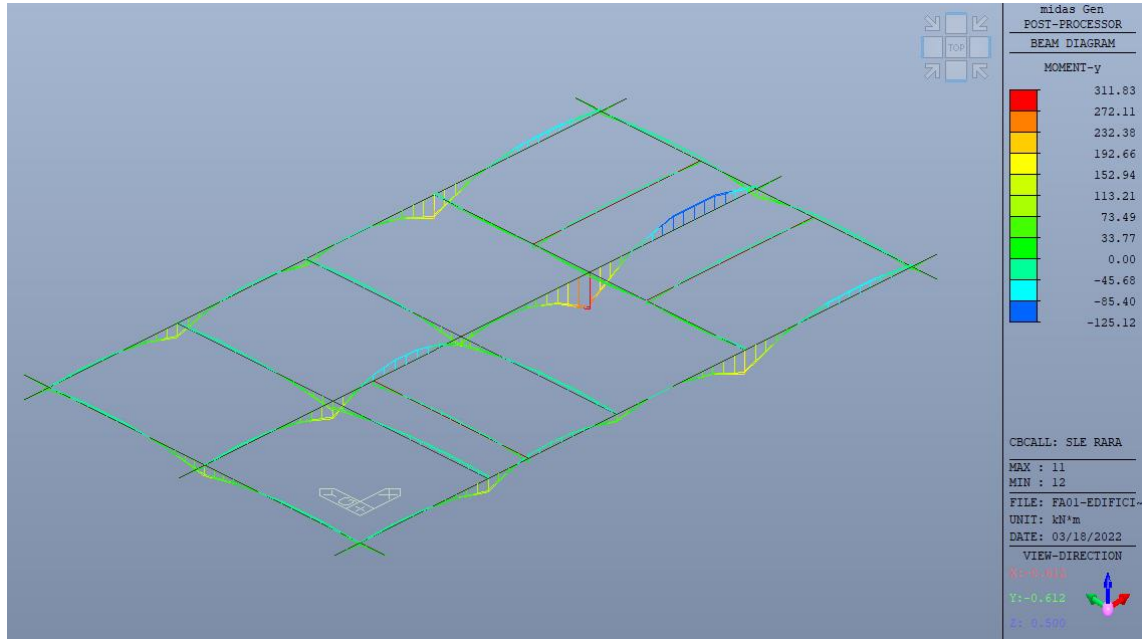 midas Gen
POST-PROCESSOR
BEAM DIAGRAM
MOMENT-y
311.83
272.11
232.38
192.66
152.94
113.21
73.49
33.77
0.00
-45.68
-85.40
-125.12
CBCALL: SLE RARA
MAX : 11
MIN : 12
FILE: FA01-EDIFICI~
UNIT: kN*m
DATE: 03/18/2022
VIEW-DIRECTION
Y:-0.612
Z: 0.500
TOP